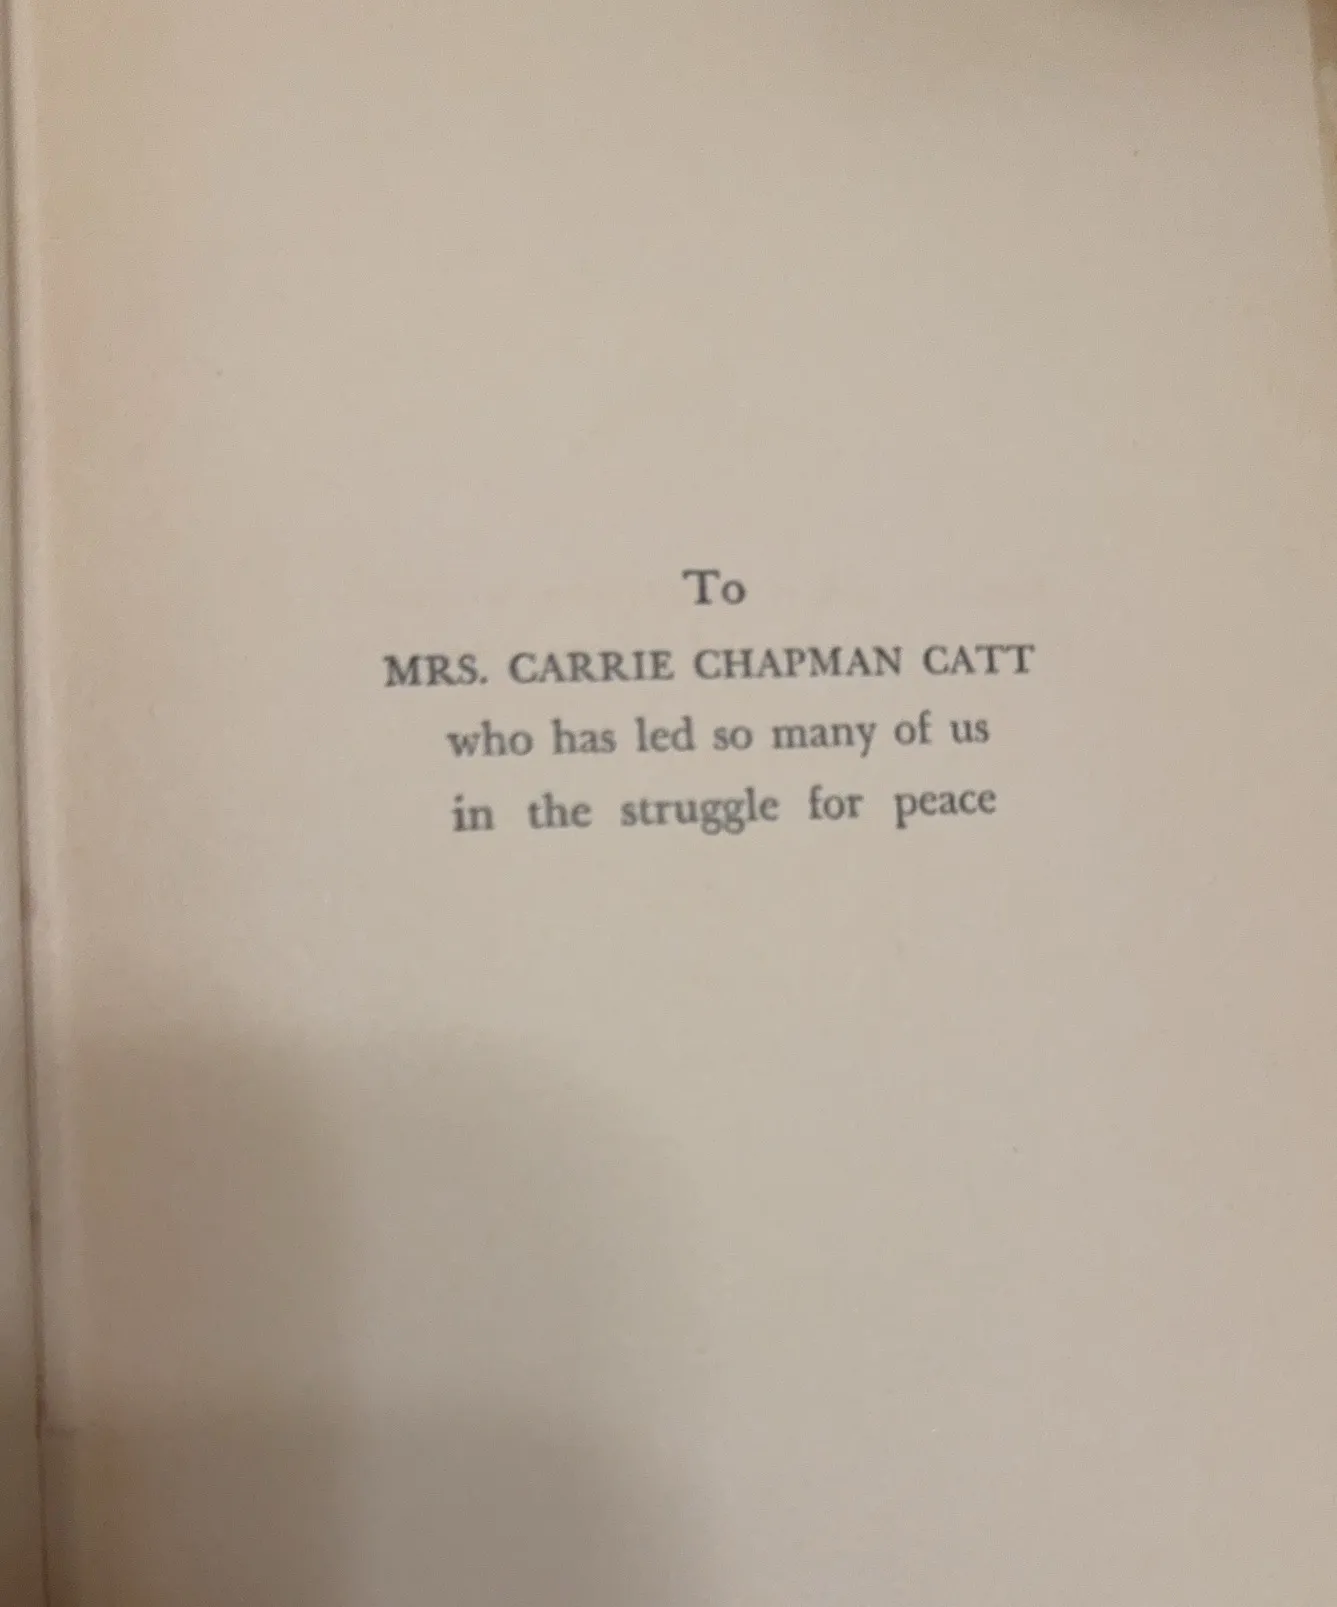 To
MRS. CARRIE CHAPMAN CATT
who has led so many of us
in the struggle for peace